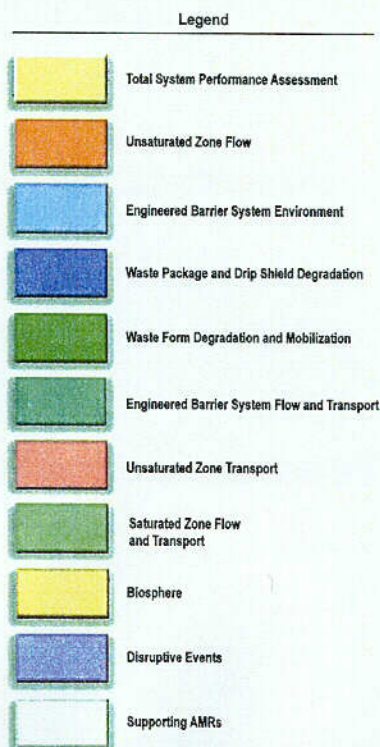 Legend
Total System Performance Assessment
Unsaturated Zone Flow
Engineered Barrier System Environment
Waste Package and Drip Shield Degradation
Waste Form Degradation and Mobilization
Engineered Barrier System Flow and Transport
Unsaturated Zone Transport
Saturated Zone Flow
and Transport
Biosphere
Disruptive Events
Supporting AMRs